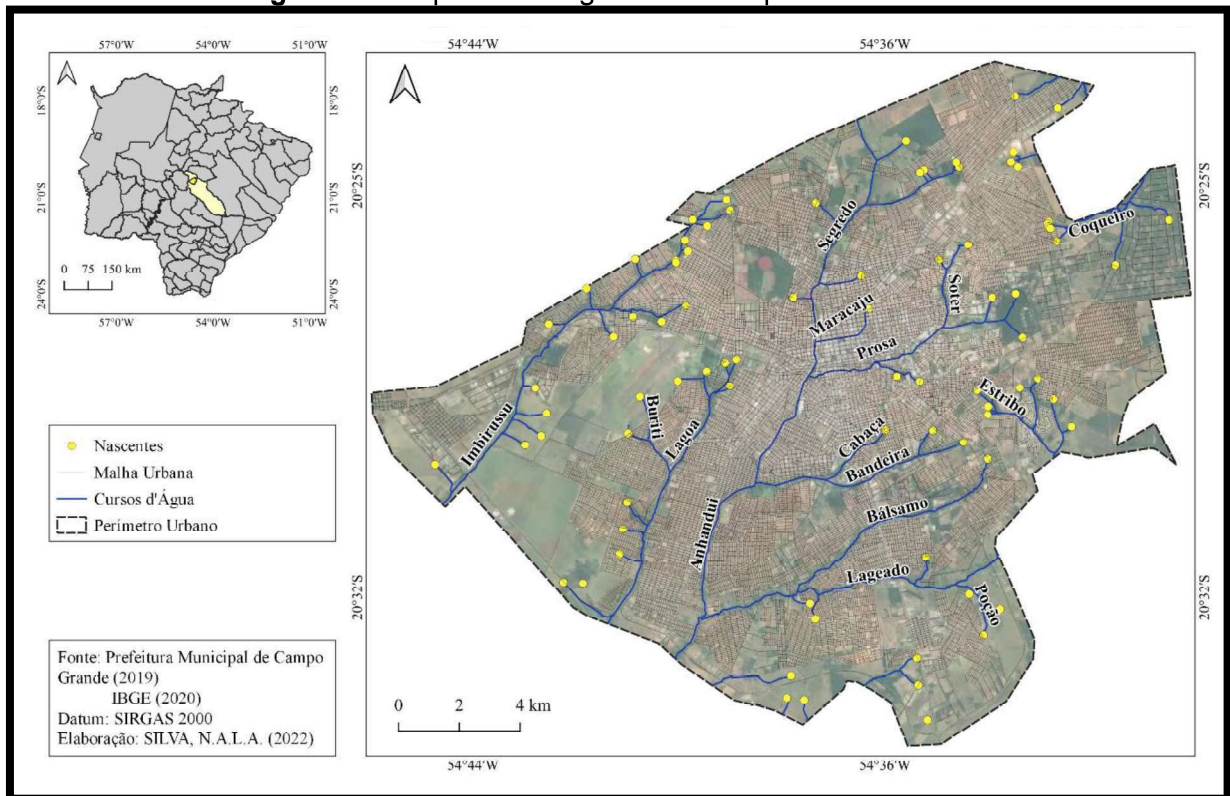 57°0'W 54°0'W 51°0'W
18°0'S
21°0'S
24°0'S
18°0'S
21°0'S
24°0'S
0 75 150 km
57°0'W 54°0'W 51°0'W
Nascentes
Malha Urbana
Cursos d'Água
Perímetro Urbano
Fonte: Prefeitura Municipal de Campo
Grande (2019)
IBGE (2020)
Datum: SIRGAS 2000
Elaboração: SILVA, N.A.L.A. (2022)
54°44'W 54°36'W
20°25'S
20°25'S
Segredo
Coqueiro
Soter
Maracaju
Prosa
Estribo
Buriti
Lagoa
Imbirussu
Cabaça
Bandeira
Bálsamo
Anhandui
Lageado
Poção
20°32'S
20°32'S
0 2 4 km
54°44'W 54°36'W